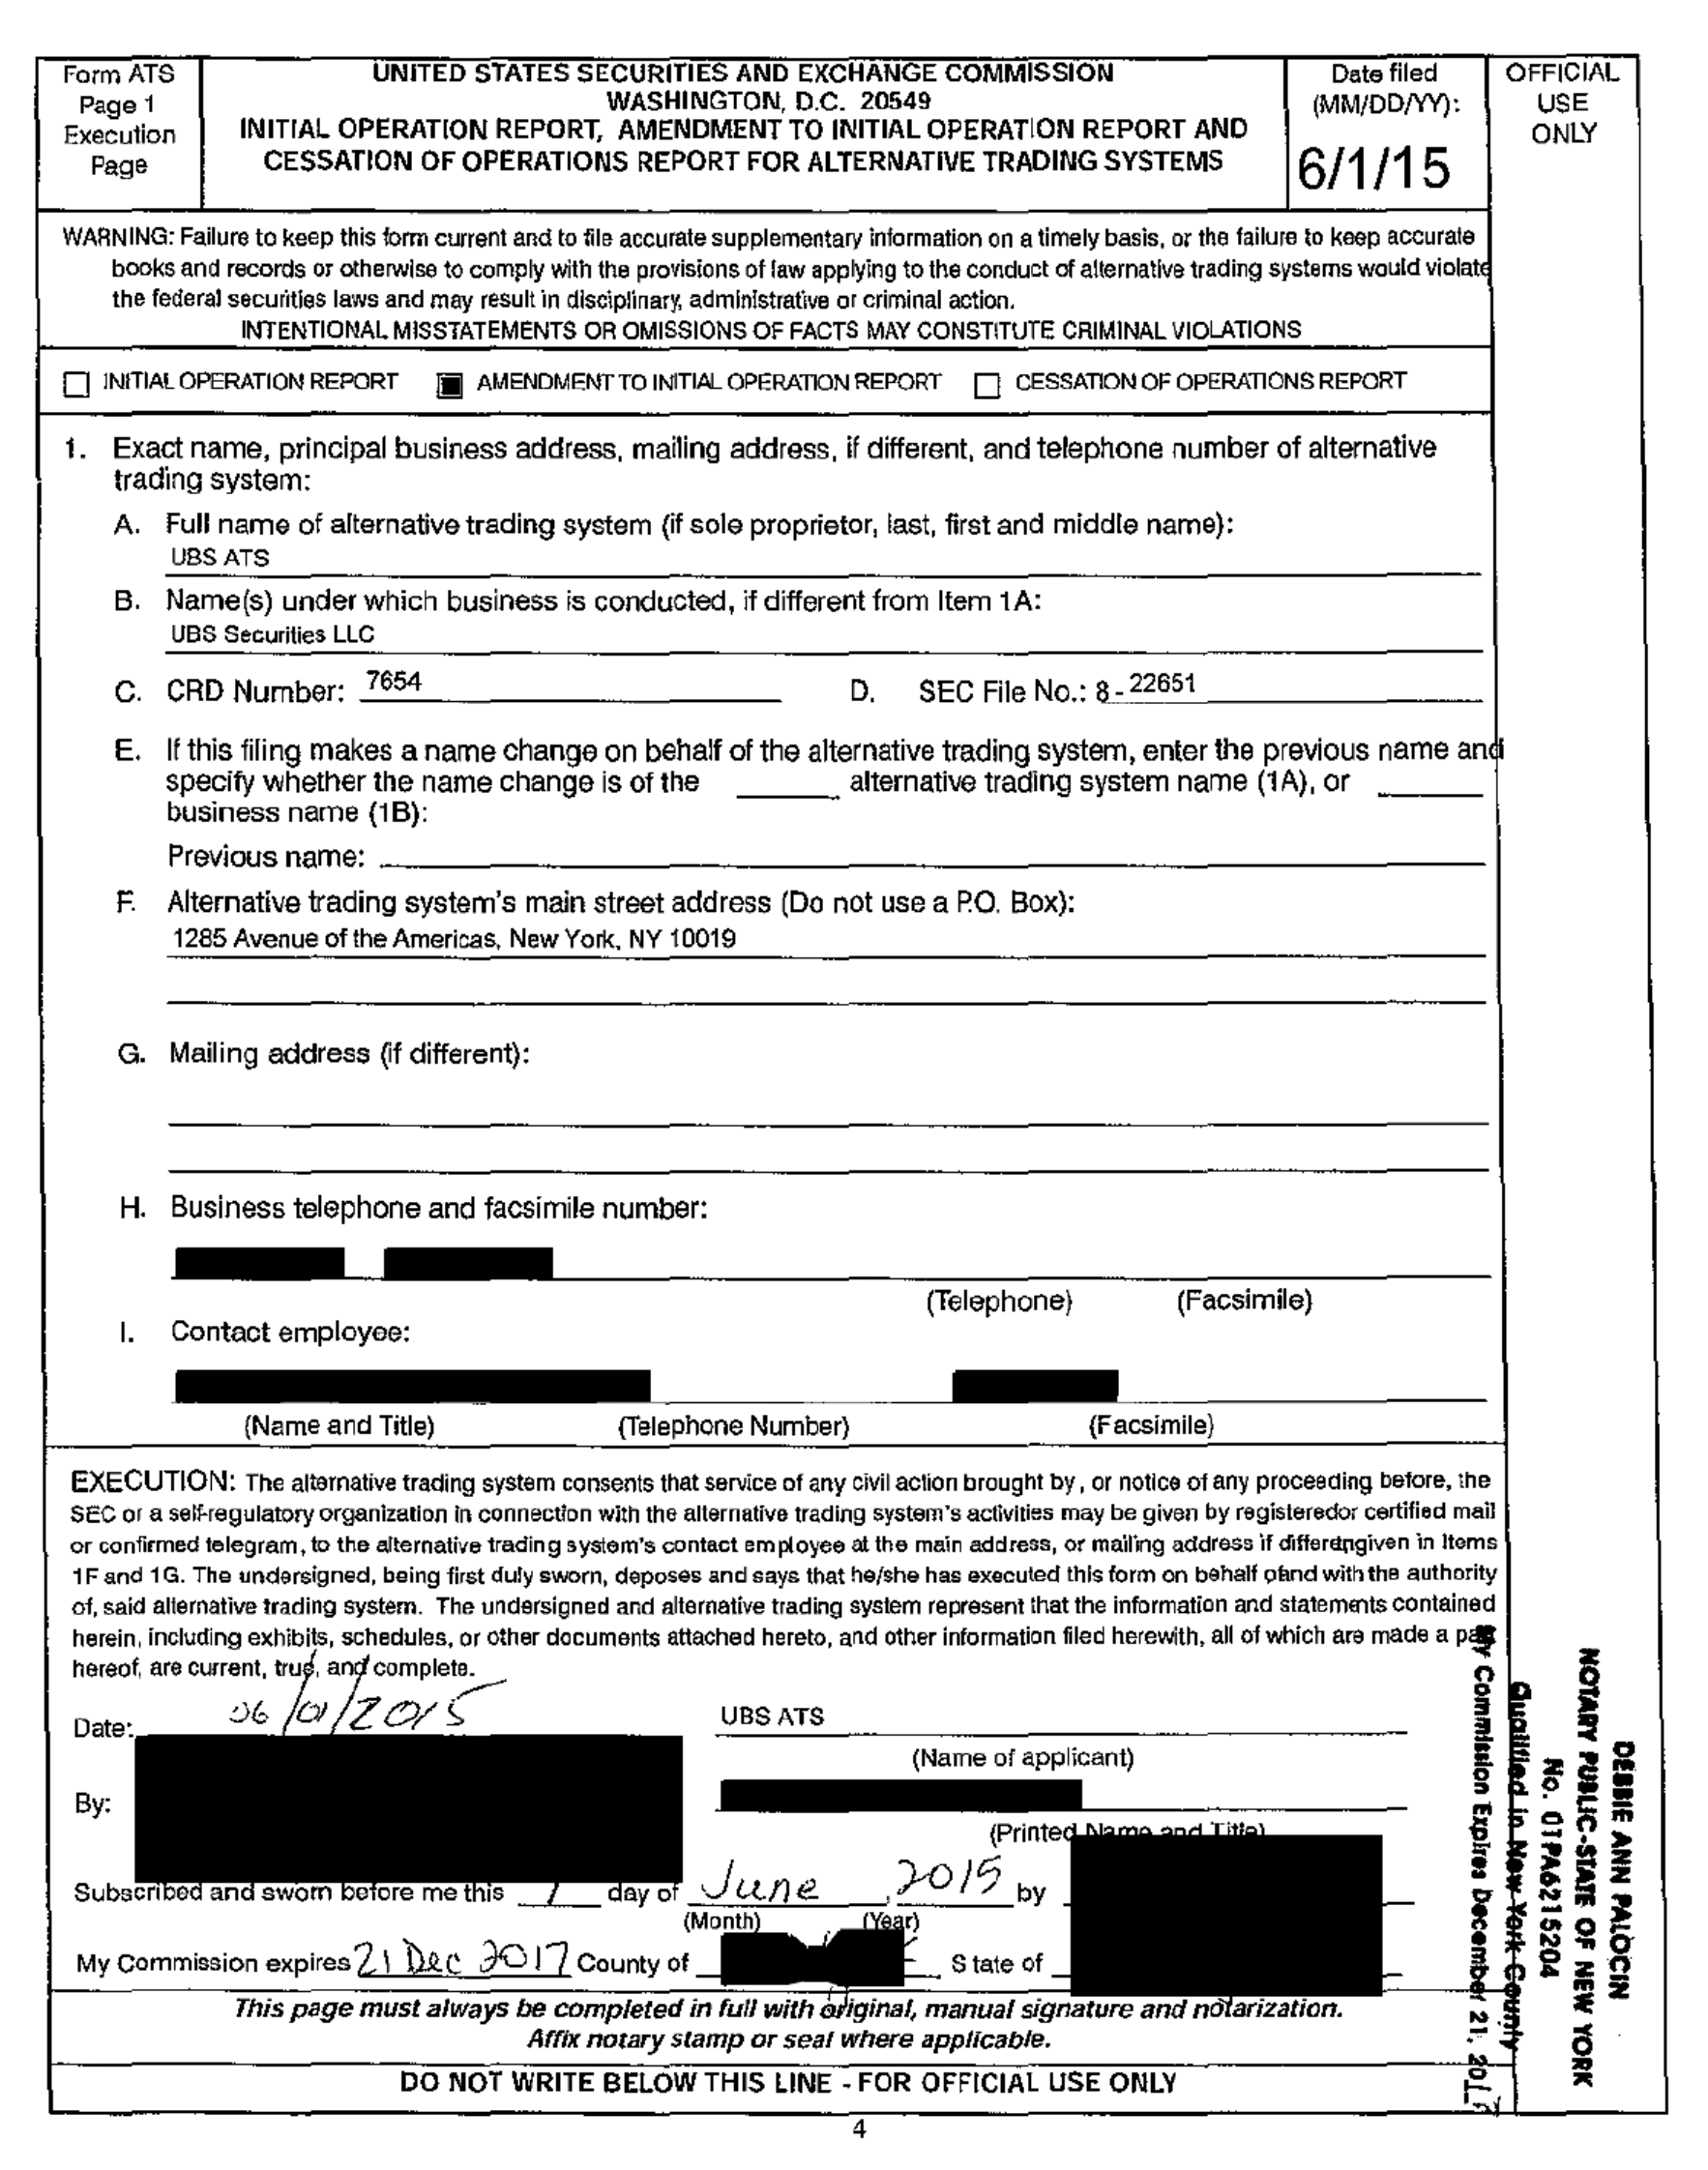 Form ATS
Page 1
Execution
Page
UNITED STATES SECURITIES AND EXCHANGE COMMISSION
WASHINGTON, D.C. 20549
INITIAL OPERATION REPORT, AMENDMENT TO INITIAL OPERATION REPORT AND
CESSATION OF OPERATIONS REPORT FOR ALTERNATIVE TRADING SYSTEMS
Date filed
(MM/DD/YY):
6/1/15
OFFICIAL
USE
ONLY
WARNING: Failure to keep this form current and to file accurate supplementary information on a timely basis, or the failure to keep accurate
books and records or otherwise to comply with the provisions of law applying to the conduct of alternative trading systems would violate
the federal securities laws and may result in disciplinary, administrative or criminal action.
INTENTIONAL MISSTATEMENTS OR OMISSIONS OF FACTS MAY CONSTITUTE CRIMINAL VIOLATIONS
INITIAL OPERATION REPORT AMENDMENT TO INITIAL OPERATION REPORT CESSATION OF OPERATIONS REPORT
1. Exact name, principal business address, mailing address, if different, and telephone number of alternative
trading system:
A. Full name of alternative trading system (if sole proprietor, last, first and middle name):
UBS ATS
B. Name(s) under which business is conducted, if different from Item 1A:
UBS Securities LLC
C. CRD Number: 7654 D. SEC File No.: 8-22651
E. If this filing makes a name change on behalf of the alternative trading system, enter the previous name and
specify whether the name change is of the alternative trading system name (1A), or
business name (1B):
Previous name:
F. Alternative trading system's main street address (Do not use a P.O. Box):
1285 Avenue of the Americas, New York, NY 10019
G. Mailing address (if different):
H. Business telephone and facsimile number:
(Telephone) (Facsimile)
I. Contact employee:
(Name and Title) (Telephone Number) (Facsimile)
EXECUTION: The alternative trading system consents that service of any civil action brought by, or notice of any proceeding before, the
SEC or a self-regulatory organization in connection with the alternative trading system's activities may be given by registeredor certified mail
or confirmed telegram, to the alternative trading system's contact employee at the main address, or mailing address if differengiven in Items
1F and 1G. The undersigned, being first duly sworn, deposes and says that he/she has executed this form on behalf ofand with the authority
of, said alternative trading system. The undersigned and alternative trading system represent that the information and statements contained
herein, including exhibits, schedules, or other documents attached hereto, and other information filed herewith, all of which are made a part
hereof, are current, true, and complete.
Date: 06/01/2015 UBS ATS
(Name of applicant)
By:
(Printed Name and Title)
Subscribed and sworn before me this 1 day of June, 2015 by
(Month) (Year)
My Commission expires 21 Dec 2017 County of State of
This page must always be completed in full with original, manual signature and notarization.
Affix notary stamp or seal where applicable.
DO NOT WRITE BELOW THIS LINE - FOR OFFICIAL USE ONLY
4
DEBBIE ANN PALOCIN
NOTARY PUBLIC-STATE OF NEW YORK
No. 01PA6215204
Qualified in New York County
My Commission Expires December 21, 2017